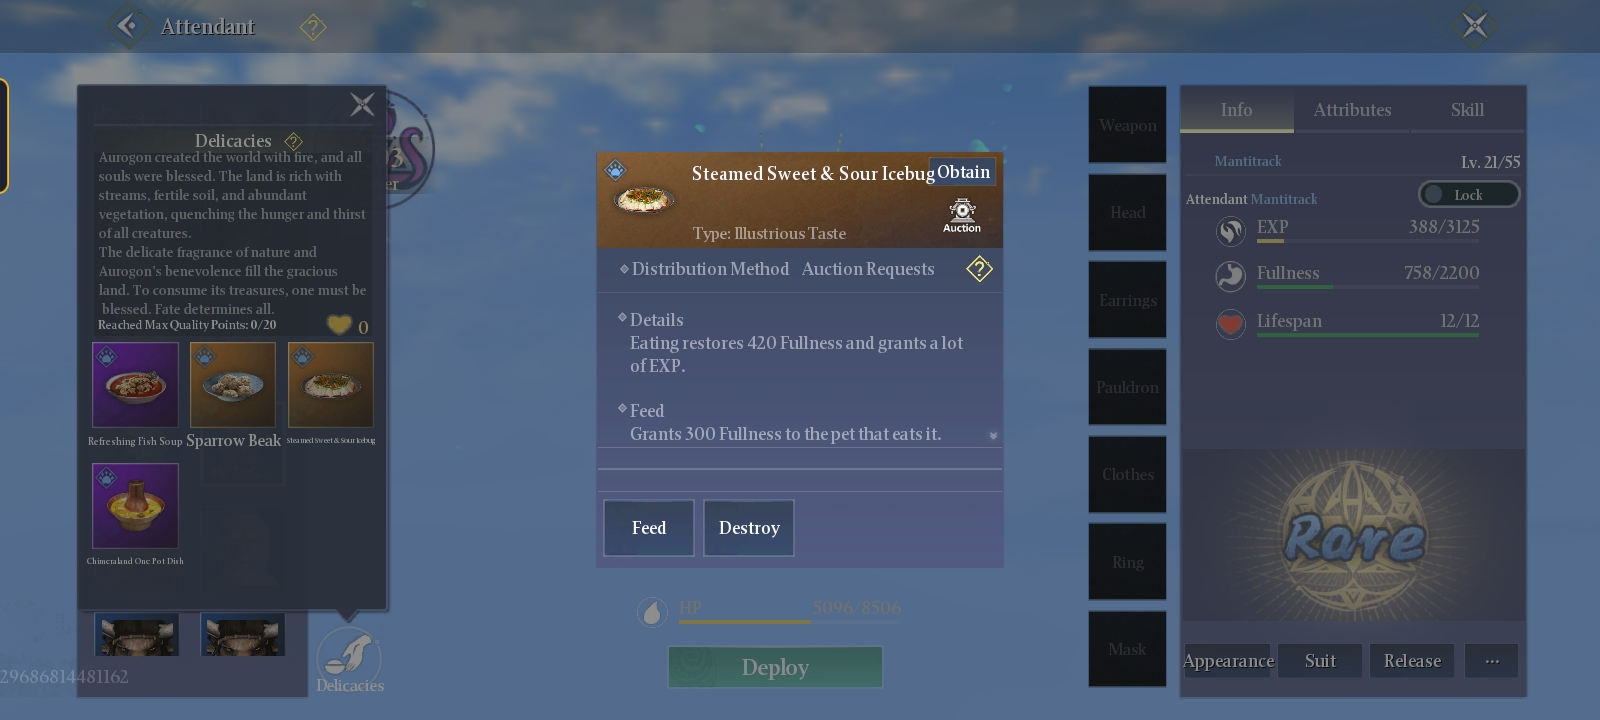 Attendant
?
Delicacies ?
Aurogon created the world with fire, and all
souls were blessed. The land is rich with
streams, fertile soil, and abundant
vegetation, quenching the hunger and thirst
of all creatures.
The delicate fragrance of nature and
Aurogon's benevolence fill the gracious
land. To consume its treasures, one must be
blessed. Fate determines all.
Reached Max Quality Points: 0/20
0
Refreshing Fish Soup
Sparrow Beak
Steamed Sweet & Sour Icebug
Chimeraland One Pot Dish
29686814481162
Delicacies
Steamed Sweet & Sour Icebug
Obtain
Type: Illustrious Taste
Auction
Distribution Method Auction Requests
?
Details
Eating restores 420 Fullness and grants a lot
of EXP.
Feed
Grants 300 Fullness to the pet that eats it.
Feed
Destroy
HP 5096/8506
Deploy
Weapon
Head
Earrings
Pauldron
Clothes
Ring
Mask
Info
Attributes
Skill
Mantitrack
Lv. 21/55
Attendant Mantitrack
Lock
EXP 388/3125
Fullness 758/2200
Lifespan 12/12
Rare
Appearance
Suit
Release
...